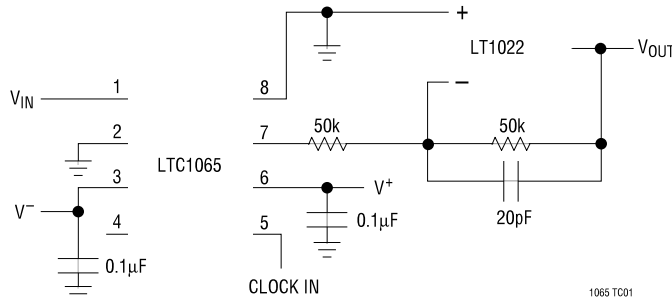 +
LT1022
V_OUT
−
1
8
V_IN
50k
50k
2
7
LTC1065
3
6
V+
V−
20pF
4
5
0.1µF
0.1µF
CLOCK IN
1065 TC01